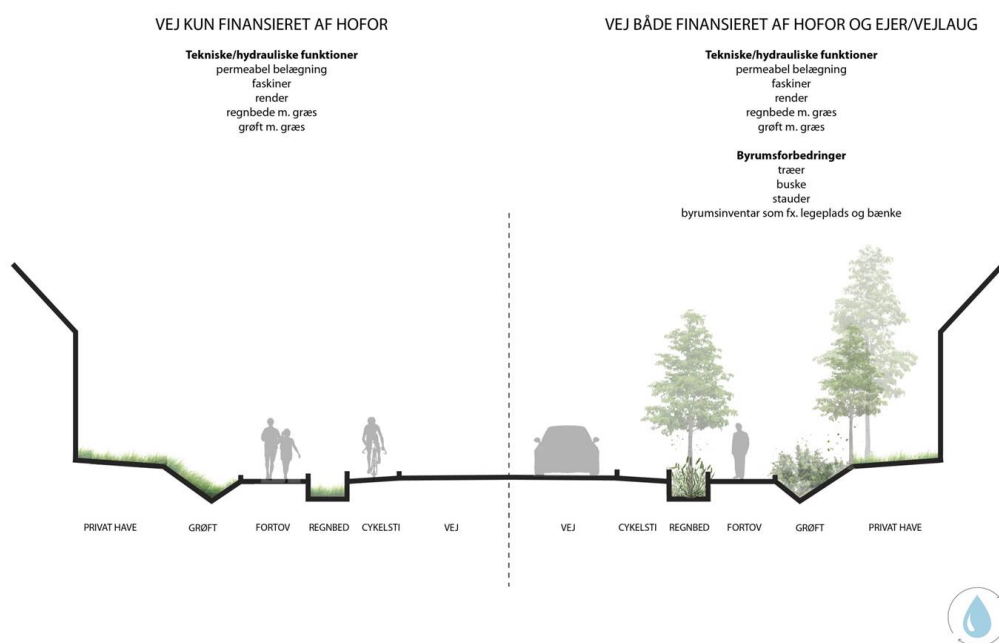 VEJ KUN FINANSIERET AF HOFOR
Tekniske/hydrauliske funktioner
permeabel belægning
faskiner
render
regnbede m. græs
grøft m. græs
VEJ BÅDE FINANSIERET AF HOFOR OG EJER/VEJLAUG
Tekniske/hydrauliske funktioner
permeabel belægning
faskiner
render
regnbede m. græs
grøft m. græs
Byrumsforbedringer
træer
buske
stauder
byrumsinventar som fx. legeplads og bænke
PRIVAT HAVE GRØFT FORTOV REGNBED CYKELSTI VEJ VEJ CYKELSTI REGNBED FORTOV GRØFT PRIVAT HAVE